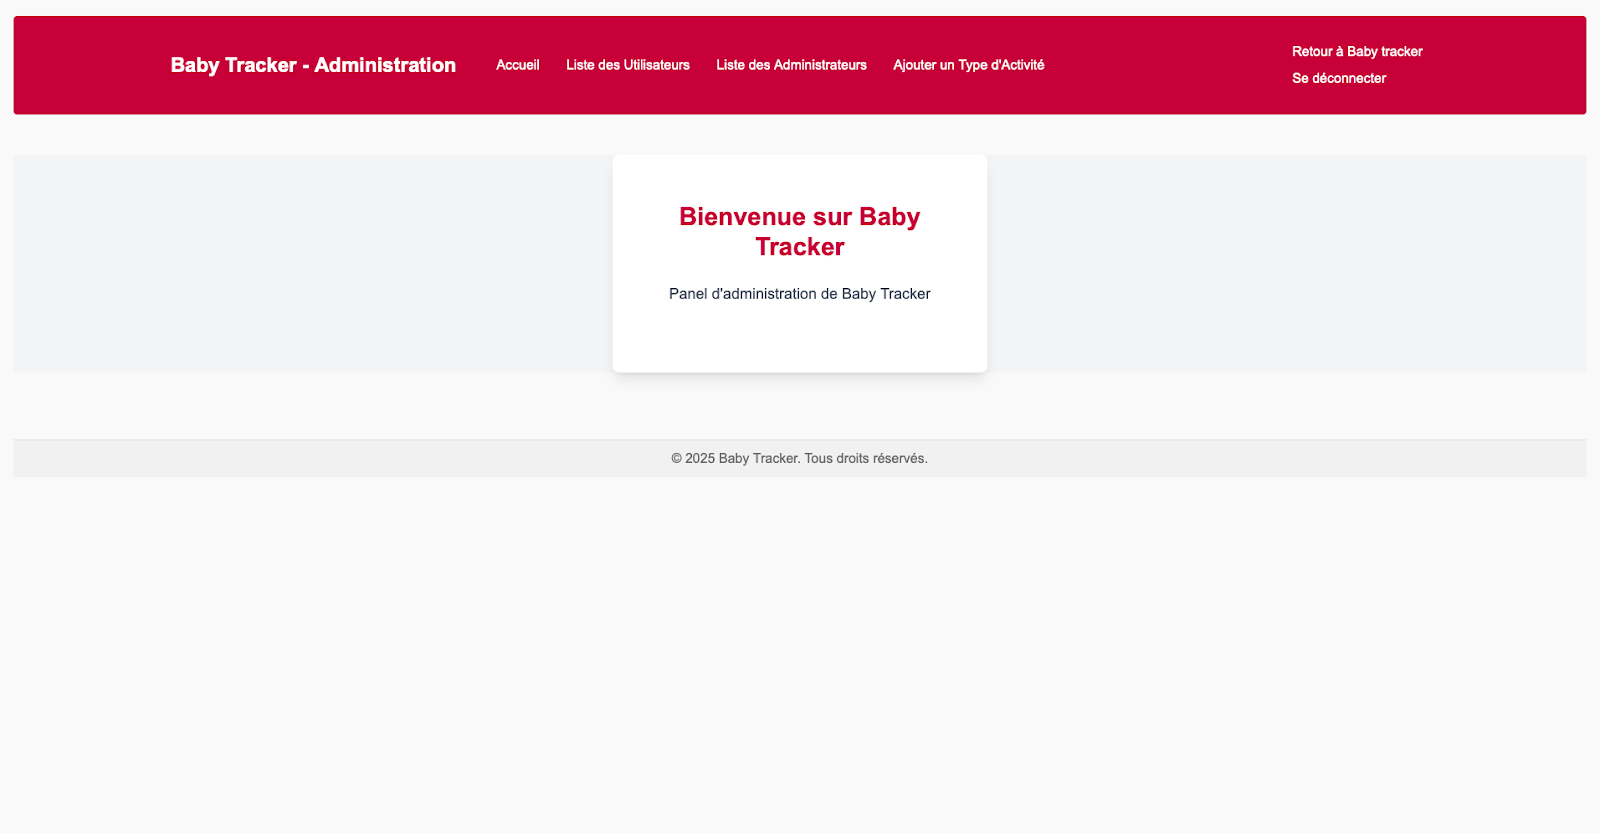 Baby Tracker - Administration
Accueil
Liste des Utilisateurs
Liste des Administrateurs
Ajouter un Type d'Activité
Retour à Baby tracker
Se déconnecter
Bienvenue sur Baby
Tracker
Panel d'administration de Baby Tracker
© 2025 Baby Tracker. Tous droits réservés.